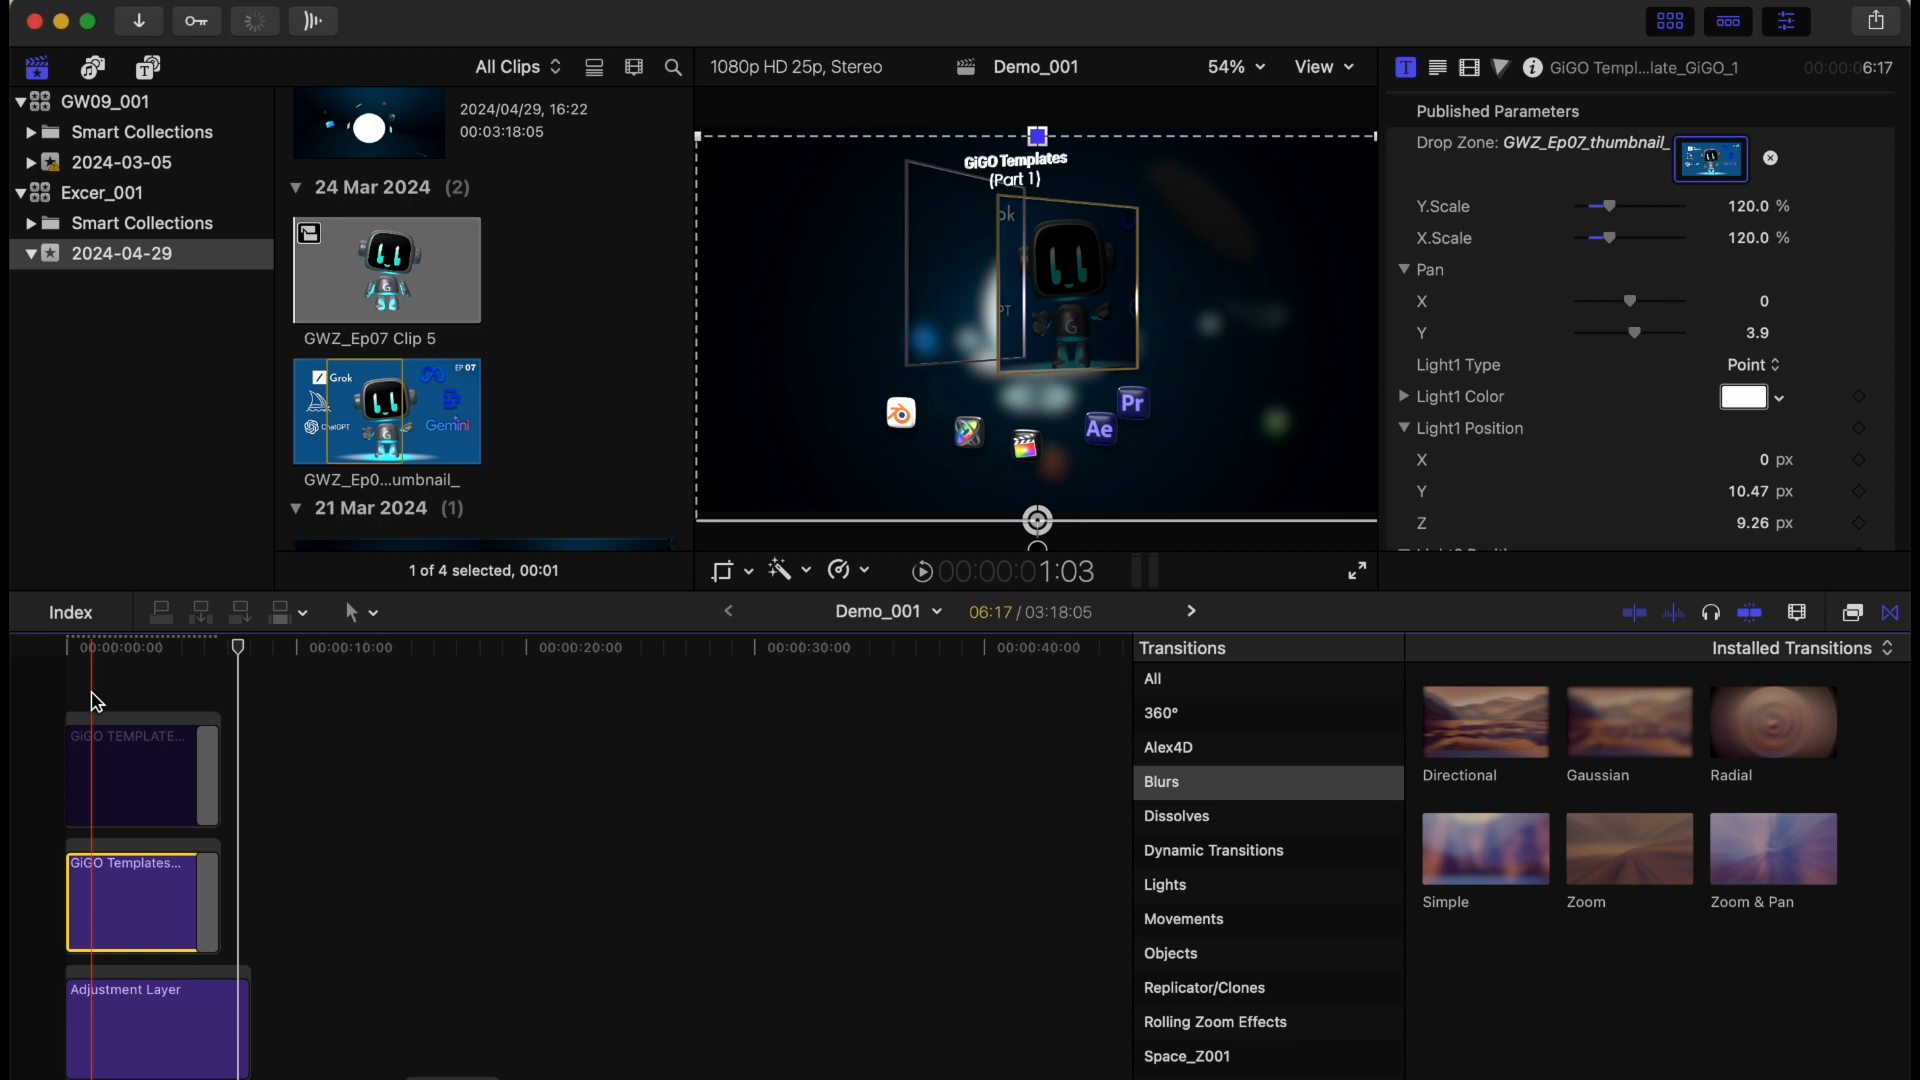 All Clips
1080p HD 25p, Stereo
Demo_001
54%
View
GiGO Templ...late_GiGO_1
00:00:06:17
GW09_001
Smart Collections
2024-03-05
Excer_001
Smart Collections
2024-04-29
2024/04/29, 16:22
00:03:18:05
24 Mar 2024 (2)
GWZ_Ep07 Clip 5
Grok
EP 07
ChatGPT
Gemini
GWZ_Ep0...umbnail_
21 Mar 2024 (1)
1 of 4 selected, 00:01
GiGO Templates
(Part 1)
ok
PT
G
Pr
Ae
00:00:01:03
Published Parameters
Drop Zone: GWZ_Ep07_thumbnail_
Y.Scale 120.0 %
X.Scale 120.0 %
Pan
X 0
Y 3.9
Light1 Type Point
Light1 Color
Light1 Position
X 0 px
Y 10.47 px
Z 9.26 px
Index
Demo_001
06:17 / 03:18:05
00:00:00:00
00:00:10:00
00:00:20:00
00:00:30:00
00:00:40:00
GiGO TEMPLATE...
GiGO Templates...
Adjustment Layer
Transitions
All
360°
Alex4D
Blurs
Dissolves
Dynamic Transitions
Lights
Movements
Objects
Replicator/Clones
Rolling Zoom Effects
Space_Z001
Installed Transitions
Directional
Gaussian
Radial
Simple
Zoom
Zoom & Pan